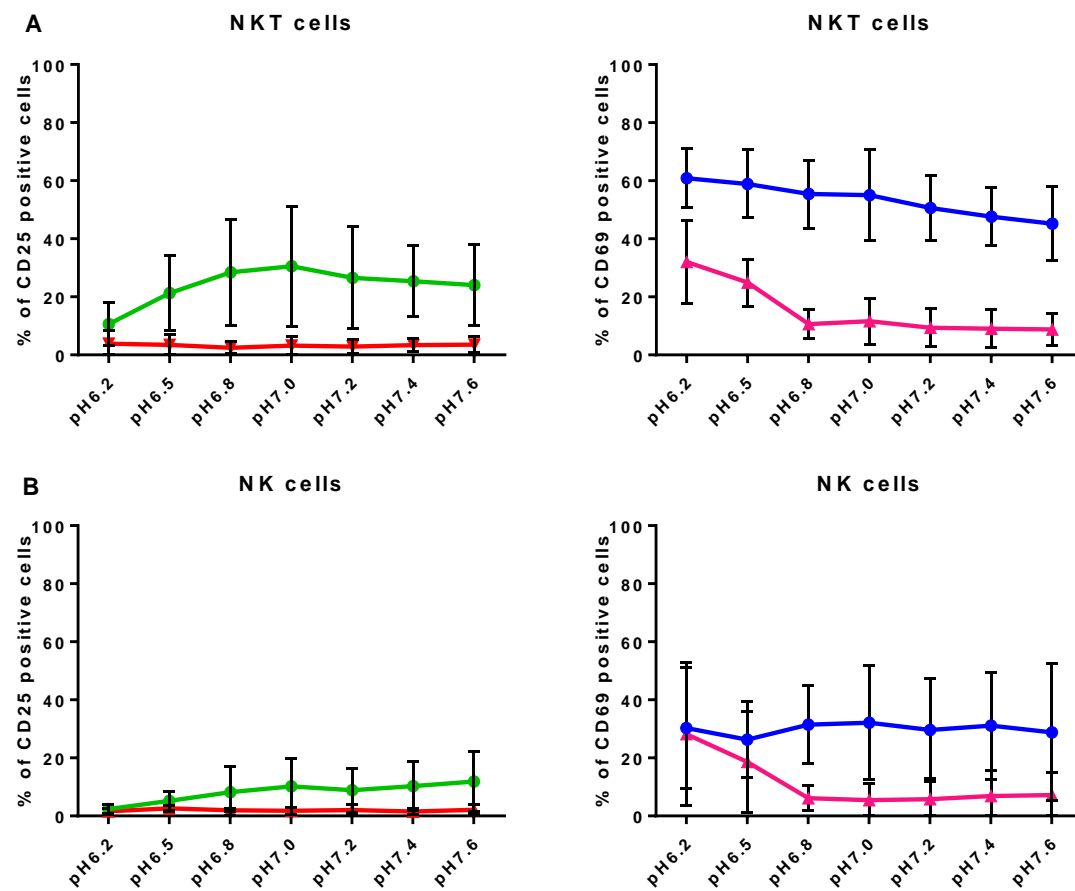 A
NKT cells
NKT cells
% of CD25 positive cells
100
80
60
40
20
0
pH6.2
pH6.5
pH6.8
pH7.0
pH7.2
pH7.4
pH7.6
% of CD69 positive cells
100
80
60
40
20
0
pH6.2
pH6.5
pH6.8
pH7.0
pH7.2
pH7.4
pH7.6
B
NK cells
NK cells
% of CD25 positive cells
100
80
60
40
20
0
pH6.2
pH6.5
pH6.8
pH7.0
pH7.2
pH7.4
pH7.6
% of CD69 positive cells
100
80
60
40
20
0
pH6.2
pH6.5
pH6.8
pH7.0
pH7.2
pH7.4
pH7.6